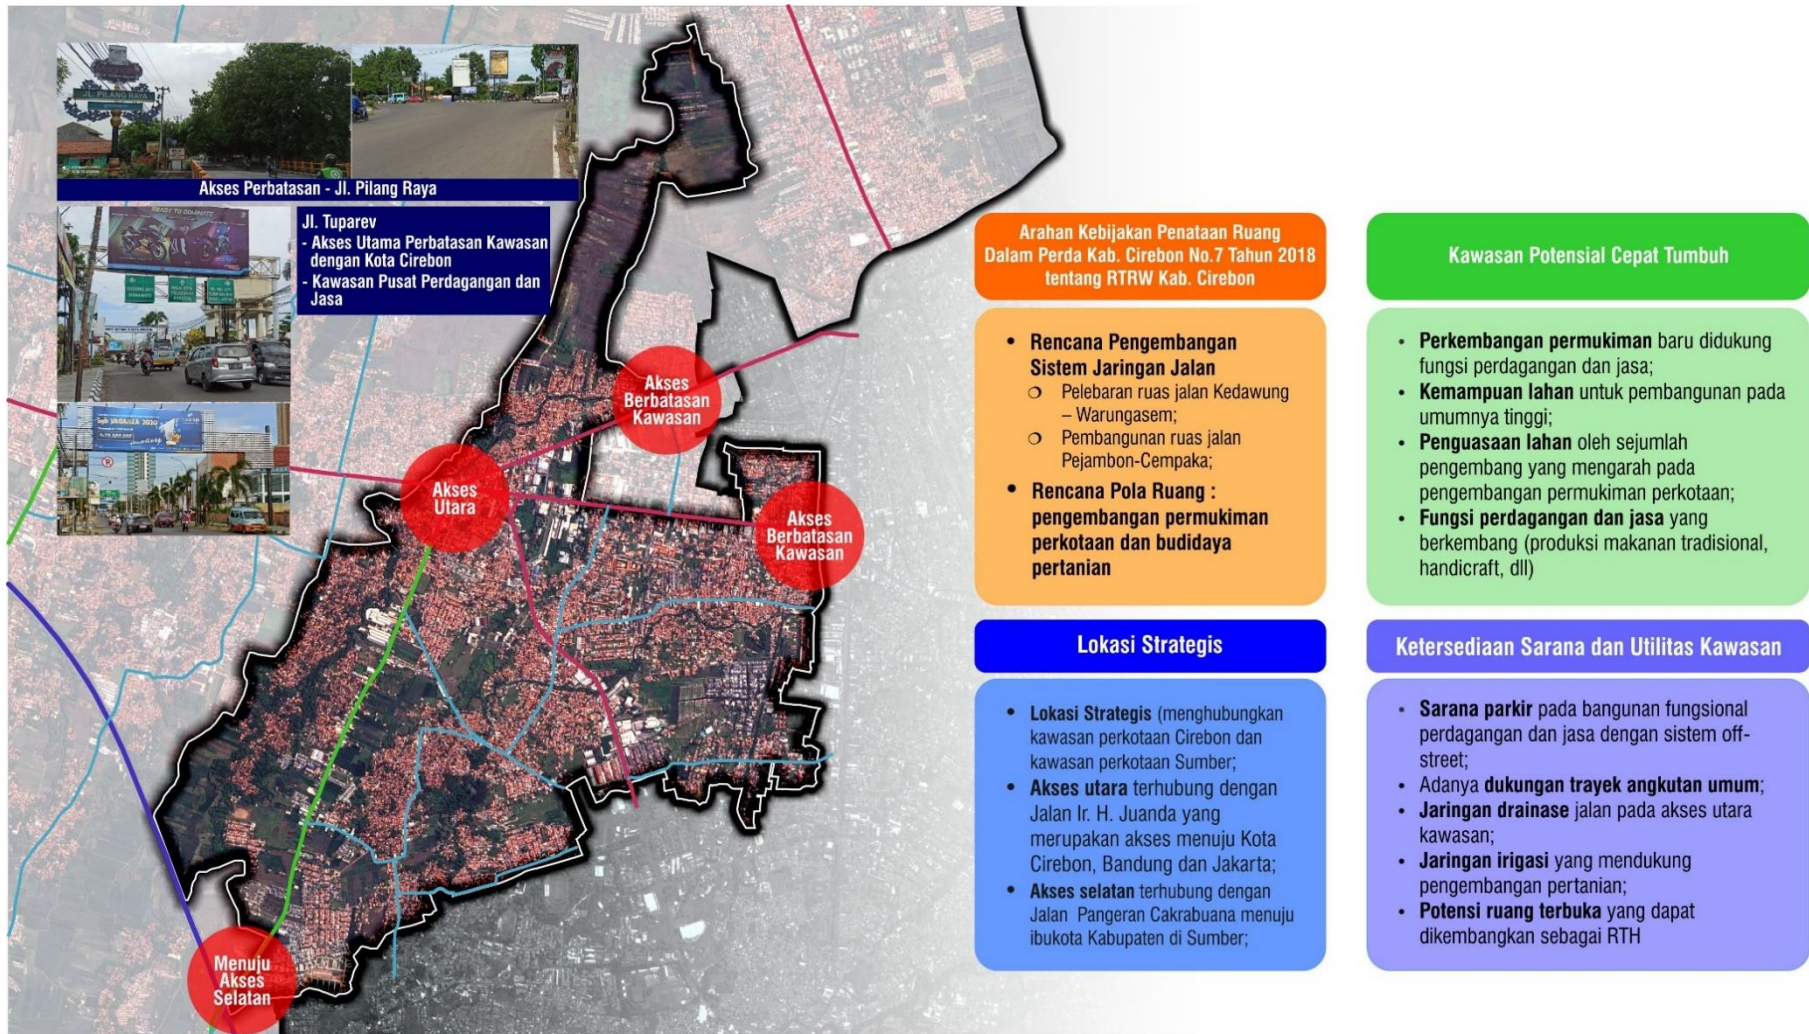 JL. PILANG RAYA
Akses Perbatasan - Jl. Pilang Raya
READY TO DOMINATE
Jl. Tuparev
- Akses Utama Perbatasan Kawasan
dengan Kota Cirebon
- Kawasan Pusat Perdagangan dan
Jasa
Akses
Berbatasan
Kawasan
Akses
Utara
Akses
Berbatasan
Kawasan
Menuju
Akses
Selatan
Arahan Kebijakan Penataan Ruang
Dalam Perda Kab. Cirebon No.7 Tahun 2018
tentang RTRW Kab. Cirebon
• Rencana Pengembangan
Sistem Jaringan Jalan
❍ Pelebaran ruas jalan Kedawung
– Warungasem;
❍ Pembangunan ruas jalan
Pejambon-Cempaka;
• Rencana Pola Ruang :
pengembangan permukiman
perkotaan dan budidaya
pertanian
Kawasan Potensial Cepat Tumbuh
• Perkembangan permukiman baru didukung
fungsi perdagangan dan jasa;
• Kemampuan lahan untuk pembangunan pada
umumnya tinggi;
• Penguasaan lahan oleh sejumlah
pengembang yang mengarah pada
pengembangan permukiman perkotaan;
• Fungsi perdagangan dan jasa yang
berkembang (produksi makanan tradisional,
handicraft, dll)
Lokasi Strategis
• Lokasi Strategis (menghubungkan
kawasan perkotaan Cirebon dan
kawasan perkotaan Sumber;
• Akses utara terhubung dengan
Jalan Ir. H. Juanda yang
merupakan akses menuju Kota
Cirebon, Bandung dan Jakarta;
• Akses selatan terhubung dengan
Jalan Pangeran Cakrabuana menuju
ibukota Kabupaten di Sumber;
Ketersediaan Sarana dan Utilitas Kawasan
• Sarana parkir pada bangunan fungsional
perdagangan dan jasa dengan sistem off-
street;
• Adanya dukungan trayek angkutan umum;
• Jaringan drainase jalan pada akses utara
kawasan;
• Jaringan irigasi yang mendukung
pengembangan pertanian;
• Potensi ruang terbuka yang dapat
dikembangkan sebagai RTH